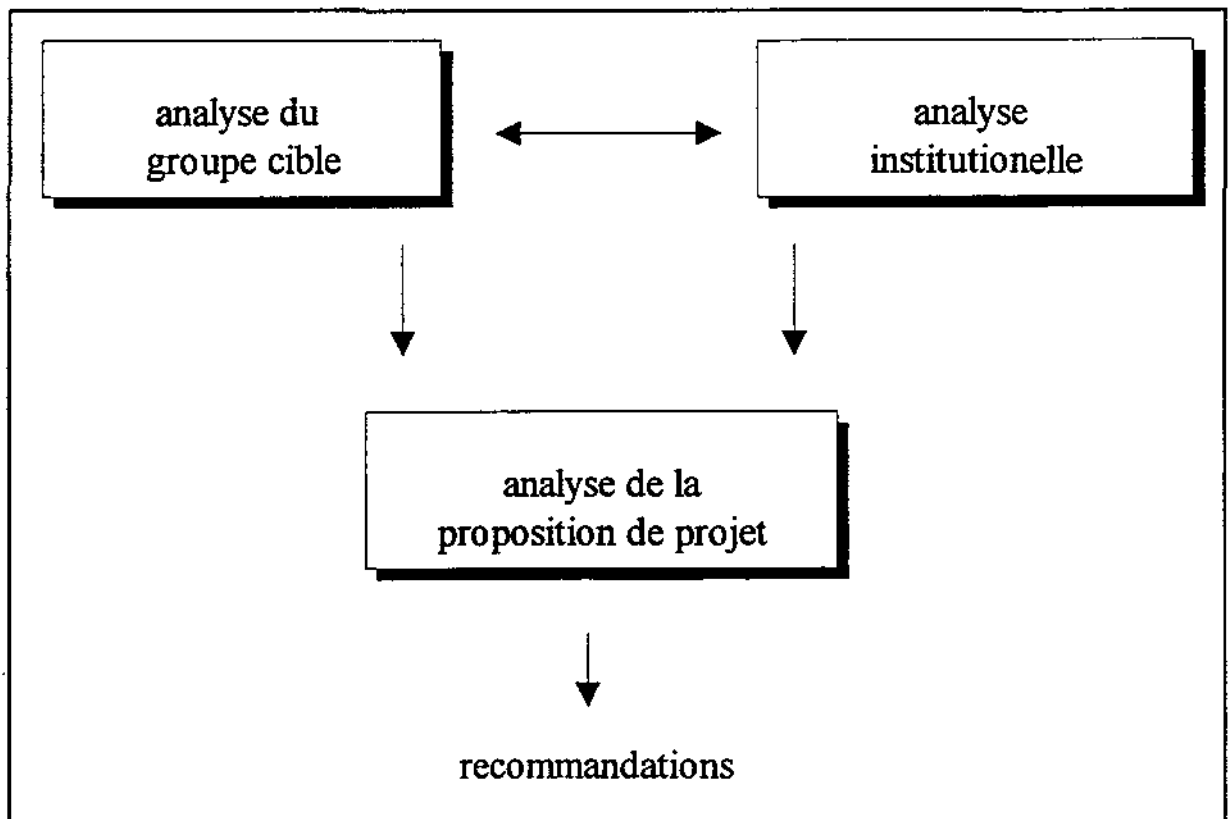 analyse du
groupe cible
analyse
institutionelle
analyse de la
proposition de projet
recommandations